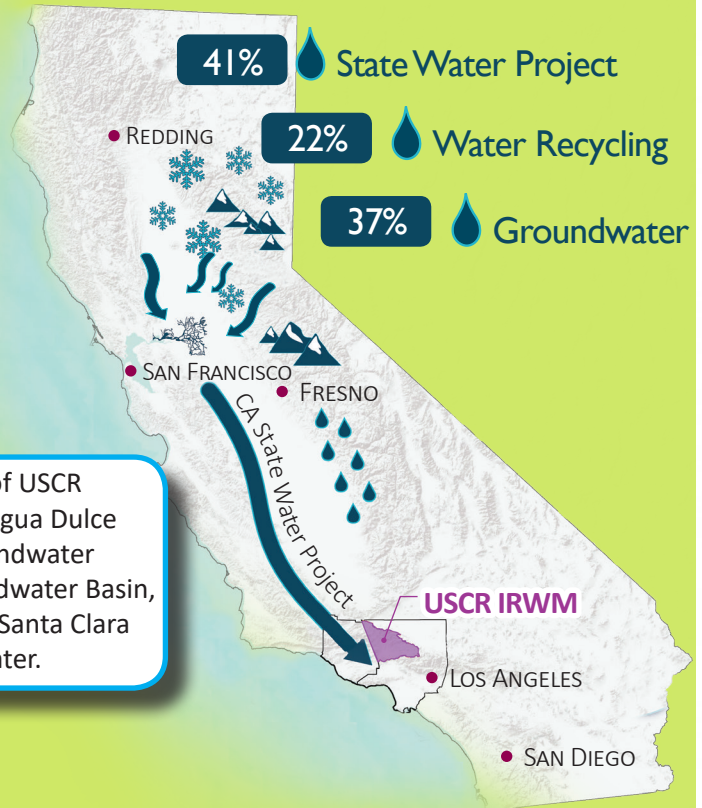 41% State Water Project
REDDING
22% Water Recycling
37% Groundwater
SAN FRANCISCO
FRESNO
CA State Water Project
of USCR
gua Dulce
ndwater
dwater Basin,
Santa Clara
ter.
USCR IRWM
LOS ANGELES
SAN DIEGO